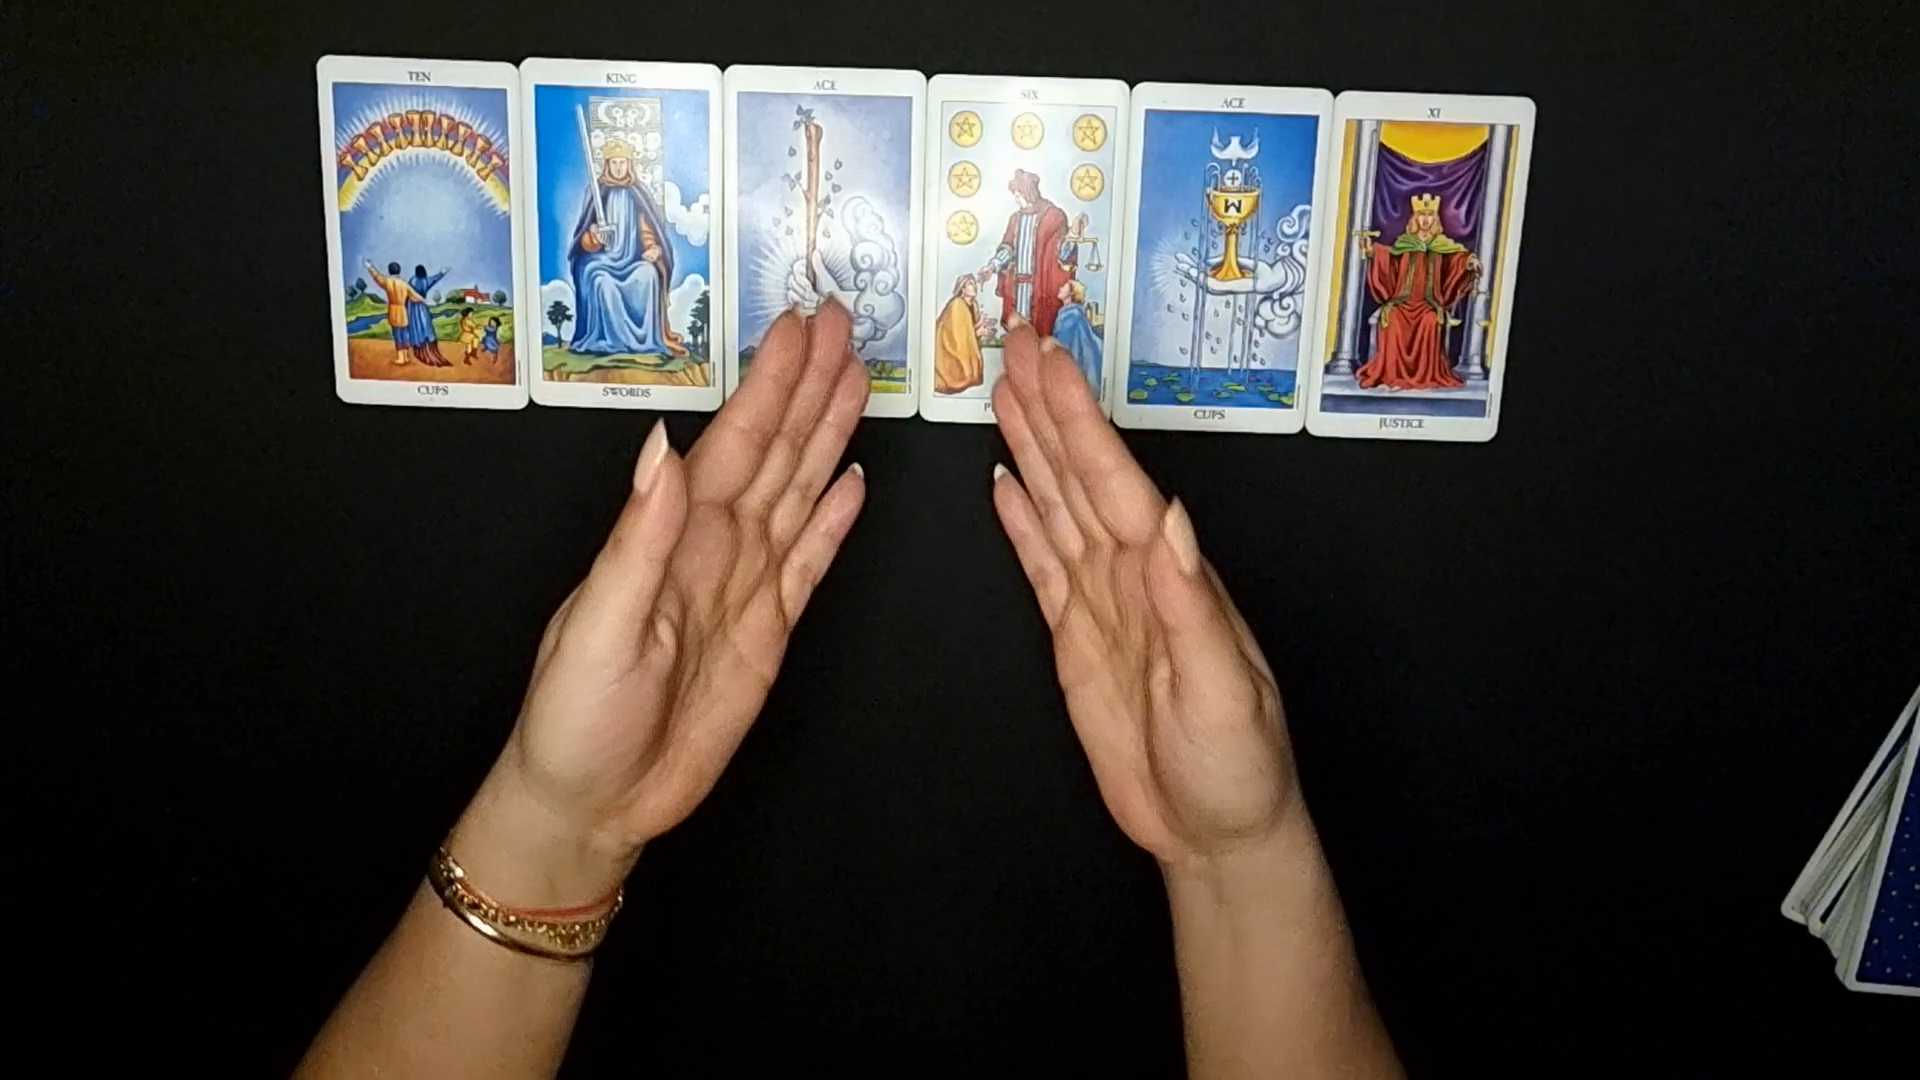 TEN
CUPS
KING
SWORDS
ACE
SIX
ACE
CUPS
XI
JUSTICE